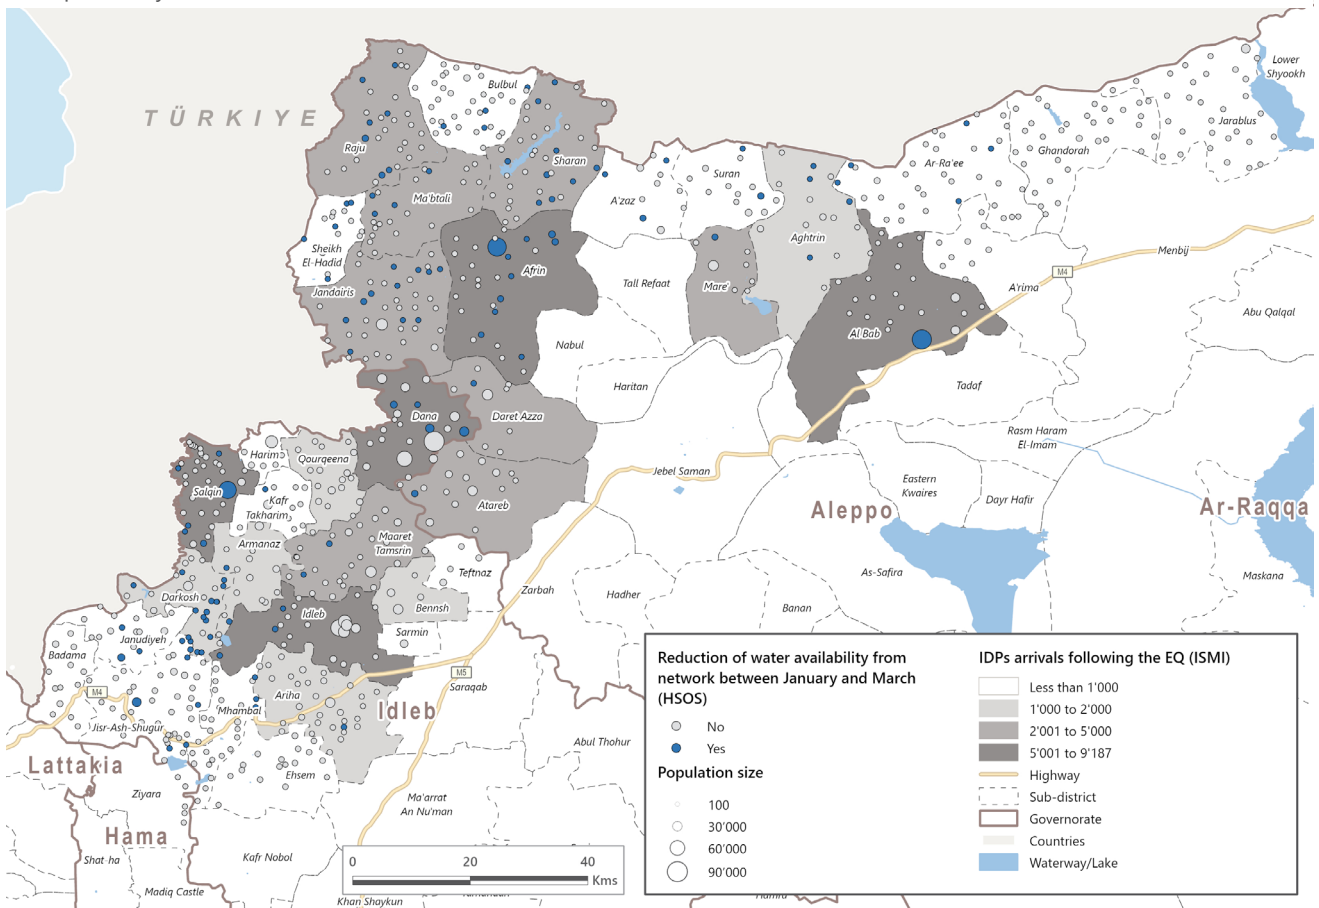 TÜRKIYE
Lower
Shyookh
Bulbul
Jarablus
Raju
Sharan
Ghandorah
Ar-Ra'ee
Suran
Ma'btali
A'zaz
Aghtrin
Sheikh
El-Hadid
Menbij
Afrin
M4
Tall Refaat
Mare'
A'rima
Jandairis
Abu Qalqal
Al Bab
Nabul
Haritan
Tadaf
Dana
Daret Azza
Rasm Haram
El-Imam
Harim
Qourqeena
Jebel Saman
Eastern
Kwaires
Dayr Hafir
Salqin
Kafr
Takharim
Atareb
Aleppo
Ar-Raqqa
Armanaz
Maaret
Tamsrin
Teftnaz
As-Safira
Maskana
Zarbah
Hadher
Banan
Darkosh
Idleb
Bennsh
Sarmin
Janudiyeh
Badama
M4
M5
Saraqab
Ariha
Mhambal
Idleb
Jisr-Ash-Shugur
Abul Thohur
Lattakia
Ehsem
Ziyara
Ma'arrat
An Nu'man
Hama
Shat-ha
Kafr Nobol
Madiq Castle
Khan Shaykun
0 20 40
Kms
Reduction of water availability from
network between January and March
(HSOS)
No
Yes
Population size
100
30'000
60'000
90'000
IDPs arrivals following the EQ (ISMI)
Less than 1'000
1'000 to 2'000
2'001 to 5'000
5'001 to 9'187
Highway
Sub-district
Governorate
Countries
Waterway/Lake